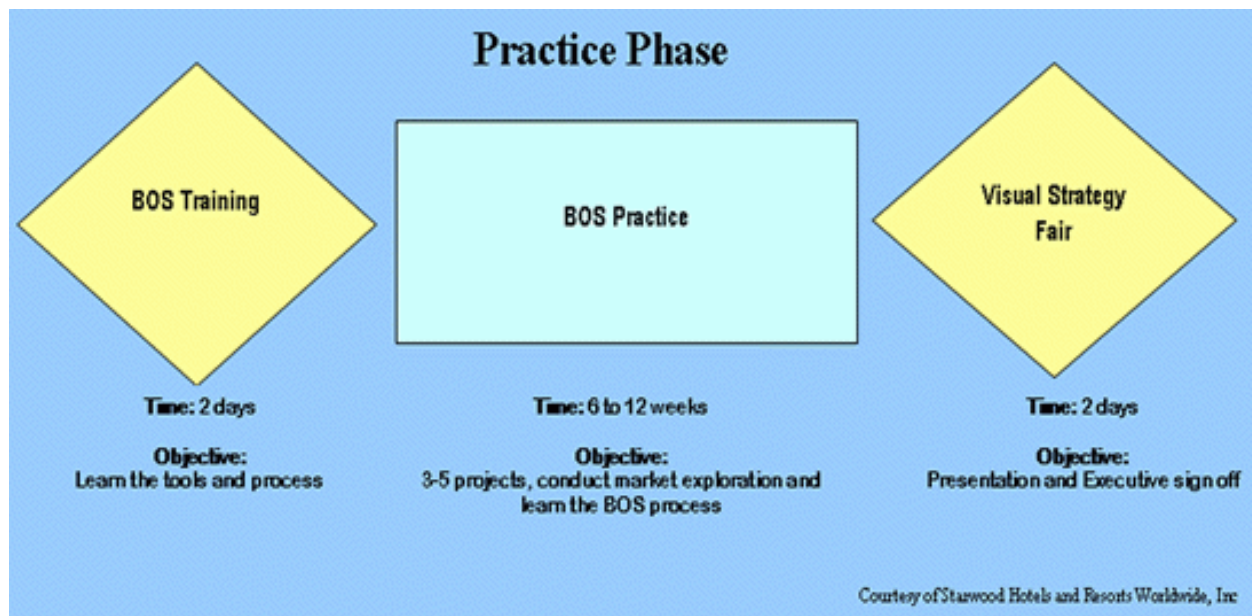 Practice Phase
BOS Training
BOS Practice
Visual Strategy
Fair
Time: 2 days
Objective:
Learn the tools and process
Time: 6 to 12 weeks
Objective:
3-5 projects, conduct market exploration and
learn the BOS process
Time: 2 days
Objective:
Presentation and Executive sign off
Courtesy of Starwood Hotels and Resorts Worldwide, Inc